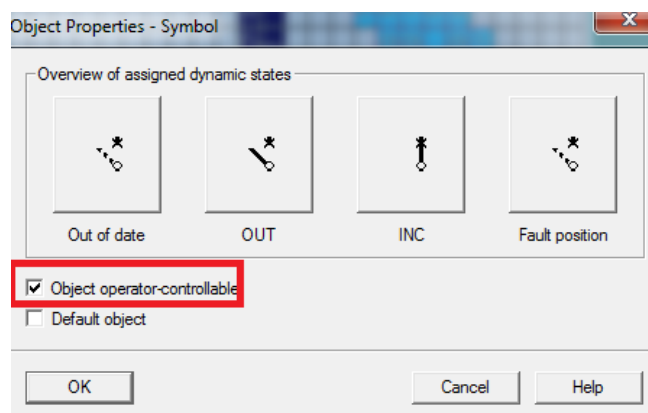 Object Properties - Symbol
X
Overview of assigned dynamic states
Out of date
OUT
INC
Fault position
Object operator-controllable
Default object
OK
Cancel
Help